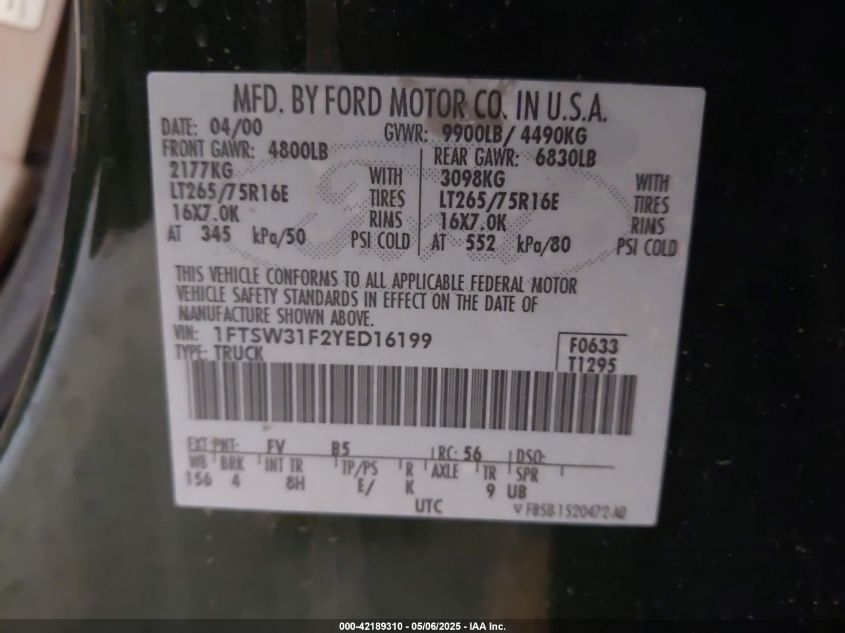 MFD. BY FORD MOTOR CO. IN U.S.A.
DATE: 04/00 GVWR: 9900LB/ 4490KG
FRONT GAWR: 4800LB REAR GAWR: 6830LB
2177KG WITH 3098KG WITH
LT265/75R16E TIRES LT265/75R16E TIRES
16X7.0K RIMS 16X7.0K RIMS
AT 345 kPa/50 PSI COLD AT 552 kPa/80 PSI COLD
THIS VEHICLE CONFORMS TO ALL APPLICABLE FEDERAL MOTOR
VEHICLE SAFETY STANDARDS IN EFFECT ON THE DATE OF
MANUFACTURE SHOWN ABOVE.
VIN: 1FTSW31F2YED16199 F0633
TYPE: TRUCK T1295
EXT PNT: FV B5 RC: 56 DSO:
WB BRK INT TR TP/PS R AXLE TR SPR
156 4 8H E/ K 9 UB
UTC ▽ F85B-1520472-AB
000-42189310 - 05/06/2025 - IAA Inc.